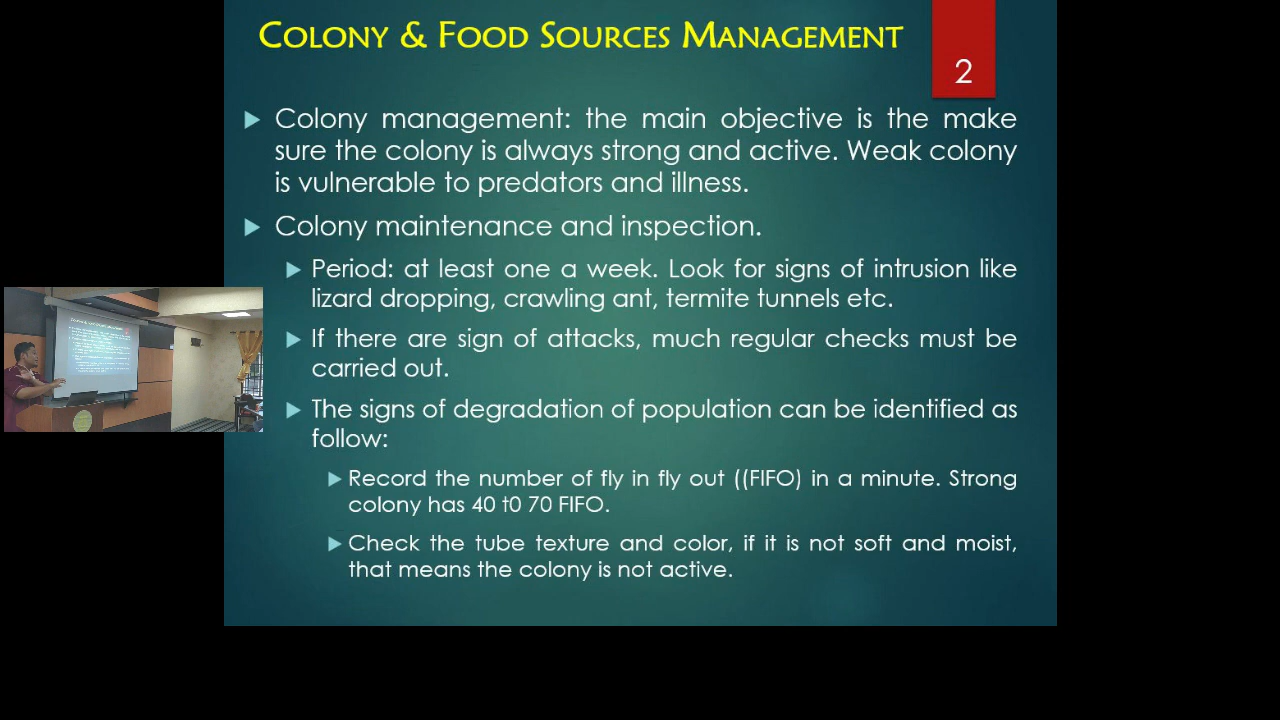 COLONY & FOOD SOURCES MANAGEMENT
2
Colony management: the main objective is the make
sure the colony is always strong and active. Weak colony
is vulnerable to predators and illness.
Colony maintenance and inspection.
Period: at least one a week. Look for signs of intrusion like
lizard dropping, crawling ant, termite tunnels etc.
If there are sign of attacks, much regular checks must be
carried out.
The signs of degradation of population can be identified as
follow:
Record the number of fly in fly out ((FIFO) in a minute. Strong
colony has 40 t0 70 FIFO.
Check the tube texture and color, if it is not soft and moist,
that means the colony is not active.